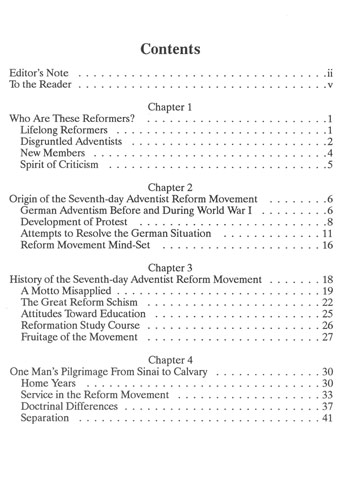 Contents
Editor's Note . . . . . . . . . . . . . . . . . . . . . . . . . . . . . . . ii
To the Reader . . . . . . . . . . . . . . . . . . . . . . . . . . . . . . . v
Chapter 1
Who Are These Reformers? . . . . . . . . . . . . . . . . . . . . . . 1
Lifelong Reformers . . . . . . . . . . . . . . . . . . . . . . . . . . 1
Disgruntled Adventists . . . . . . . . . . . . . . . . . . . . . . . . 2
New Members . . . . . . . . . . . . . . . . . . . . . . . . . . . . . 4
Spirit of Criticism . . . . . . . . . . . . . . . . . . . . . . . . . . 5
Chapter 2
Origin of the Seventh-day Adventist Reform Movement . . . . . . . 6
German Adventism Before and During World War I . . . . . . . 6
Development of Protest . . . . . . . . . . . . . . . . . . . . . . . 8
Attempts to Resolve the German Situation . . . . . . . . . . . . 11
Reform Movement Mind-Set . . . . . . . . . . . . . . . . . . . . 16
Chapter 3
History of the Seventh-day Adventist Reform Movement . . . . . . . 18
A Motto Misapplied . . . . . . . . . . . . . . . . . . . . . . . . . 19
The Great Reform Schism . . . . . . . . . . . . . . . . . . . . . 22
Attitudes Toward Education . . . . . . . . . . . . . . . . . . . . 25
Reformation Study Course . . . . . . . . . . . . . . . . . . . . . 26
Fruitage of the Movement . . . . . . . . . . . . . . . . . . . . . 27
Chapter 4
One Man's Pilgrimage From Sinai to Calvary . . . . . . . . . . . . . 30
Home Years . . . . . . . . . . . . . . . . . . . . . . . . . . . . . 30
Service in the Reform Movement . . . . . . . . . . . . . . . . . . 33
Doctrinal Differences . . . . . . . . . . . . . . . . . . . . . . . . 37
Separation . . . . . . . . . . . . . . . . . . . . . . . . . . . . . . 41